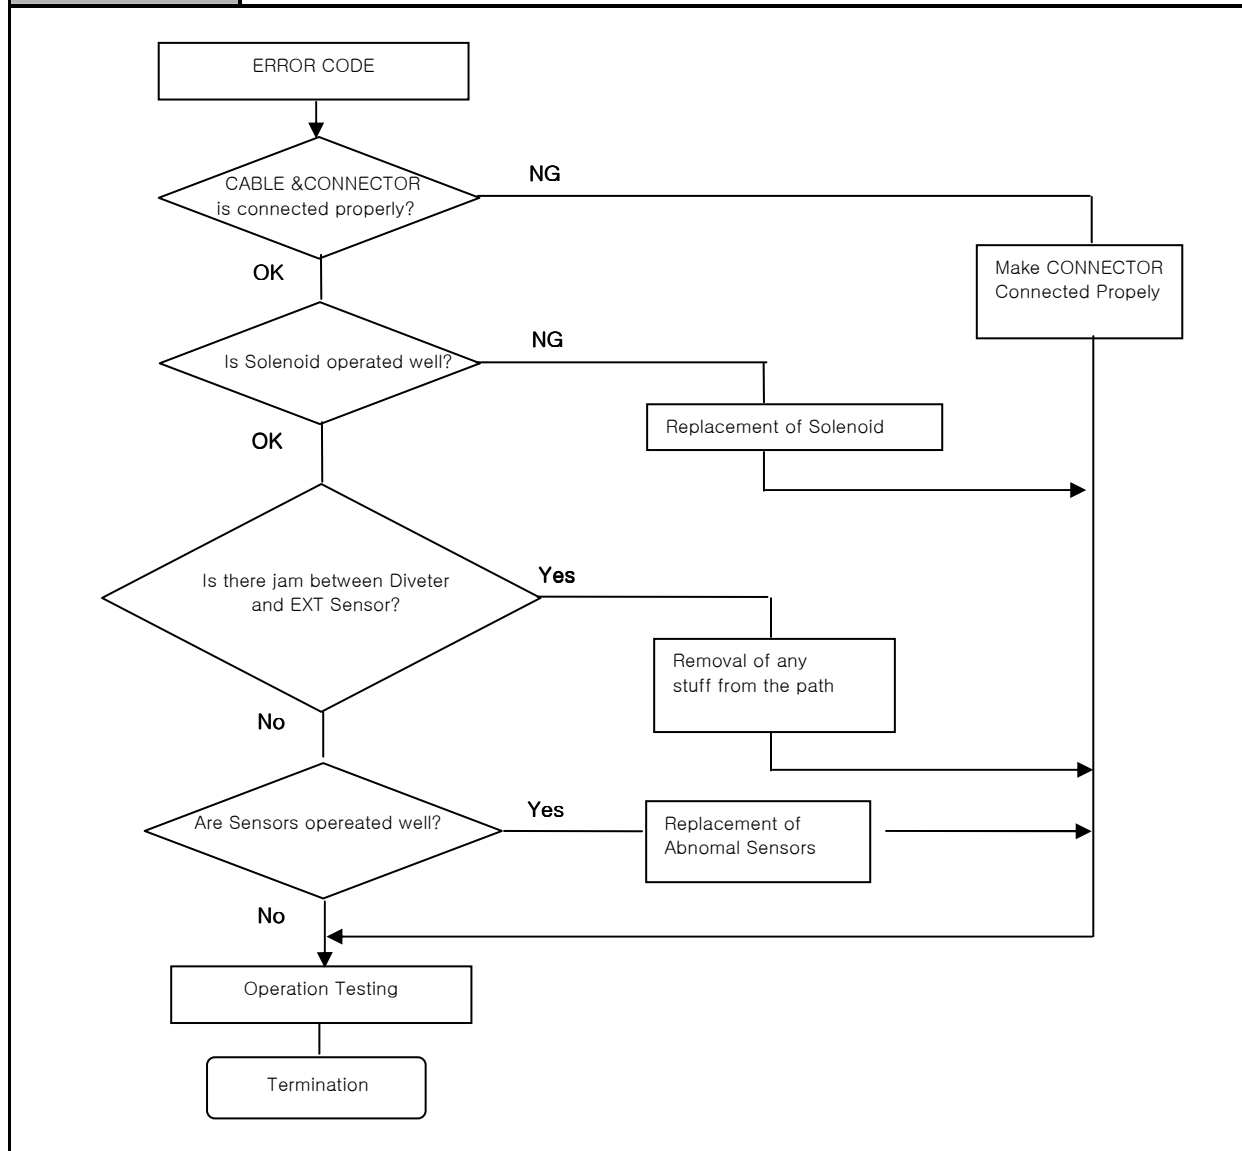 ERROR CODE
CABLE &CONNECTOR
is connected properly?
NG
OK
Make CONNECTOR
Connected Propely
Is Solenoid operated well?
NG
OK
Replacement of Solenoid
Is there jam between Diveter
and EXT Sensor?
Yes
No
Removal of any
stuff from the path
Are Sensors opereated well?
Yes
No
Replacement of
Abnomal Sensors
Operation Testing
Termination